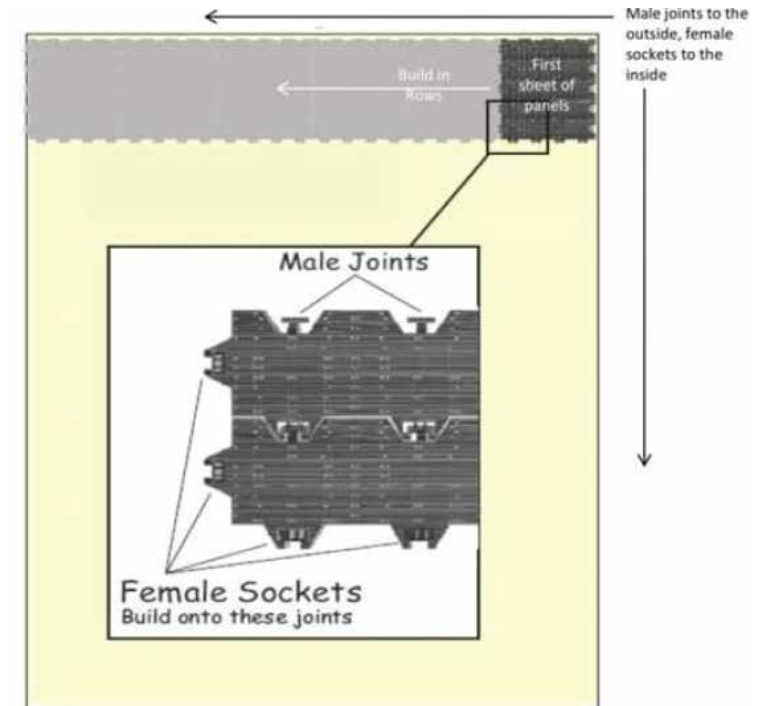 Male joints to the
outside, female
sockets to the
inside
First
sheet of
panels
Build in
Rows
Male Joints
Female Sockets
Build onto these joints